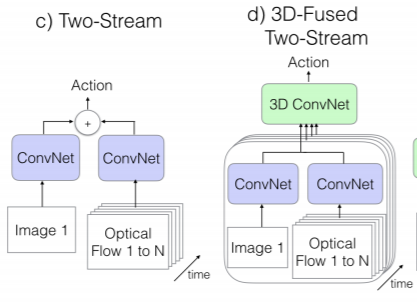 c) Two-Stream
Action
+
ConvNet
ConvNet
Image 1
Optical
Flow 1 to N
time
d) 3D-Fused
Two-Stream
Action
3D ConvNet
ConvNet
ConvNet
Image 1
Optical
Flow 1 to N
time